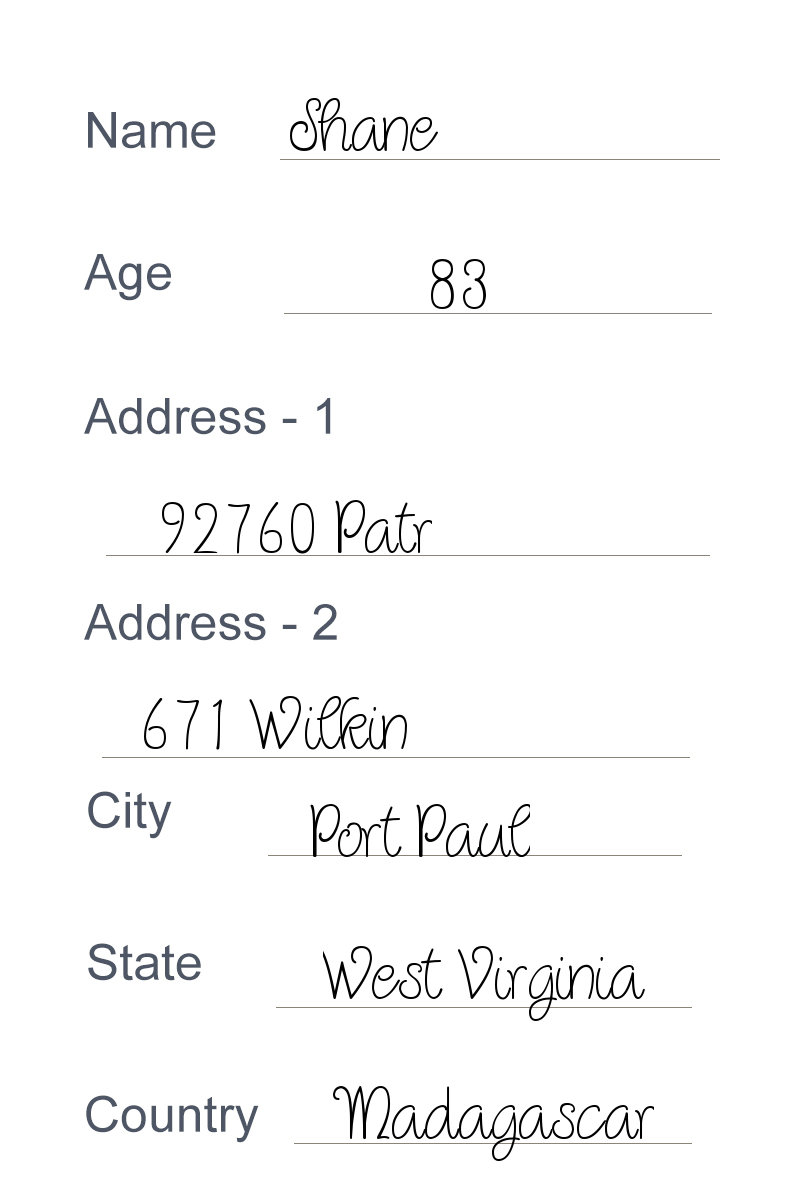 Name Shane
Age 83
Address - 1
92760 Patr
Address - 2
671 Wilkin
City Port Paul
State West Virginia
Country Madagascar